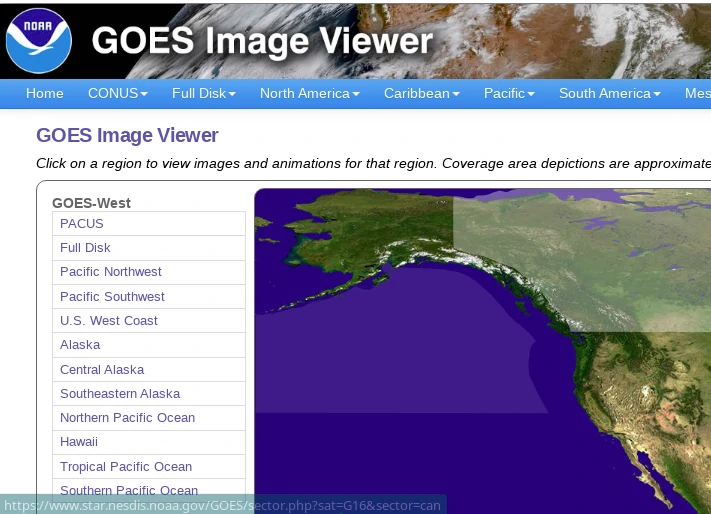 NOAA
GOES Image Viewer
Home CONUS Full Disk North America Caribbean Pacific South America Mes
GOES Image Viewer
Click on a region to view images and animations for that region. Coverage area depictions are approximate
GOES-West
PACUS
Full Disk
Pacific Northwest
Pacific Southwest
U.S. West Coast
Alaska
Central Alaska
Southeastern Alaska
Northern Pacific Ocean
Hawaii
Tropical Pacific Ocean
Southern Pacific Ocean
https://www.star.nesdis.noaa.gov/GOES/sector.php?sat=G16&sector=can